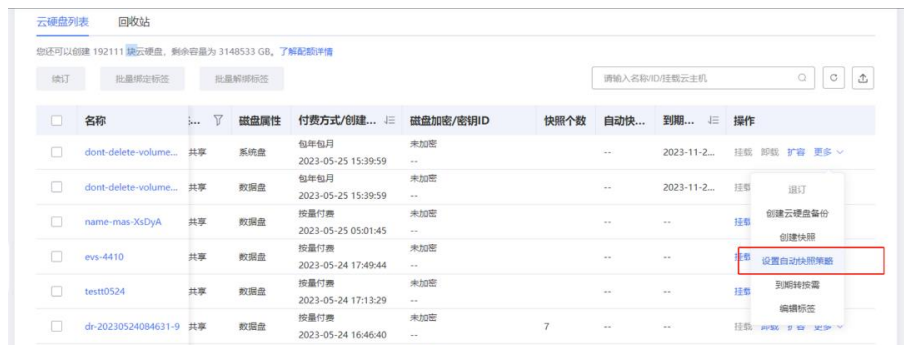 云硬盘列表 回收站
您还可以创建 192111 块云硬盘，剩余容量为 3148533 GB。了解配额详情
续订 批量绑定标签 批量解绑标签 请输入名称/ID/挂载云主机
名称 ... 磁盘属性 付费方式/创建... 磁盘加密/密钥ID 快照个数 自动快... 到期... 操作
dont-delete-volume... 共享 系统盘 包年包月 未加密 -- 2023-11-2... 挂载 卸载 扩容 更多
2023-05-25 15:39:59 --
dont-delete-volume... 共享 数据盘 包年包月 未加密 -- 2023-11-2... 挂载
2023-05-25 15:39:59 --
name-mas-XsDyA 共享 数据盘 按量付费 未加密 -- -- 挂载
2023-05-25 05:01:45 --
evs-4410 共享 数据盘 按量付费 未加密 -- -- 挂载
2023-05-24 17:49:44 --
testt0524 共享 数据盘 按量付费 未加密 -- -- 挂载
2023-05-24 17:13:29 --
dr-20230524084631-9 共享 数据盘 按量付费 未加密 7 -- -- 挂载 卸载 扩容 更多
2023-05-24 16:46:40 --
退订
创建云硬盘备份
创建快照
设置自动快照策略
到期转按需
编辑标签